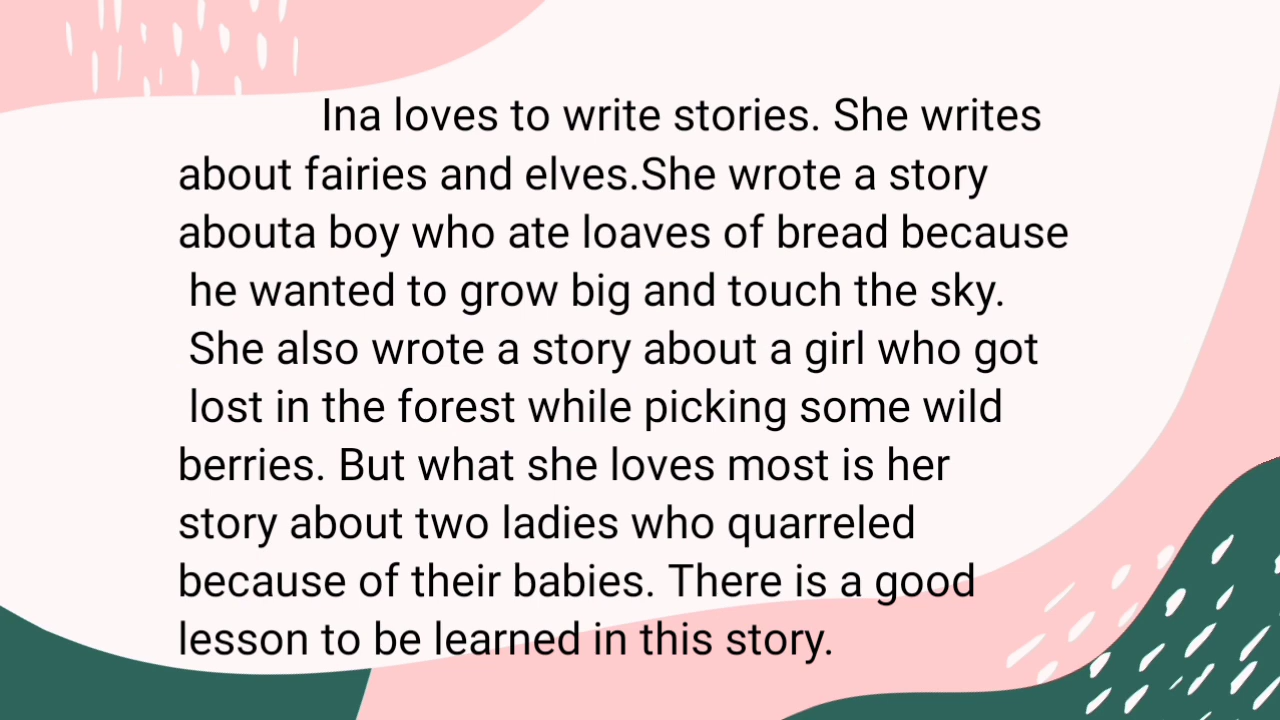 Ina loves to write stories. She writes
about fairies and elves.She wrote a story
abouta boy who ate loaves of bread because
he wanted to grow big and touch the sky.
She also wrote a story about a girl who got
lost in the forest while picking some wild
berries. But what she loves most is her
story about two ladies who quarreled
because of their babies. There is a good
lesson to be learned in this story.